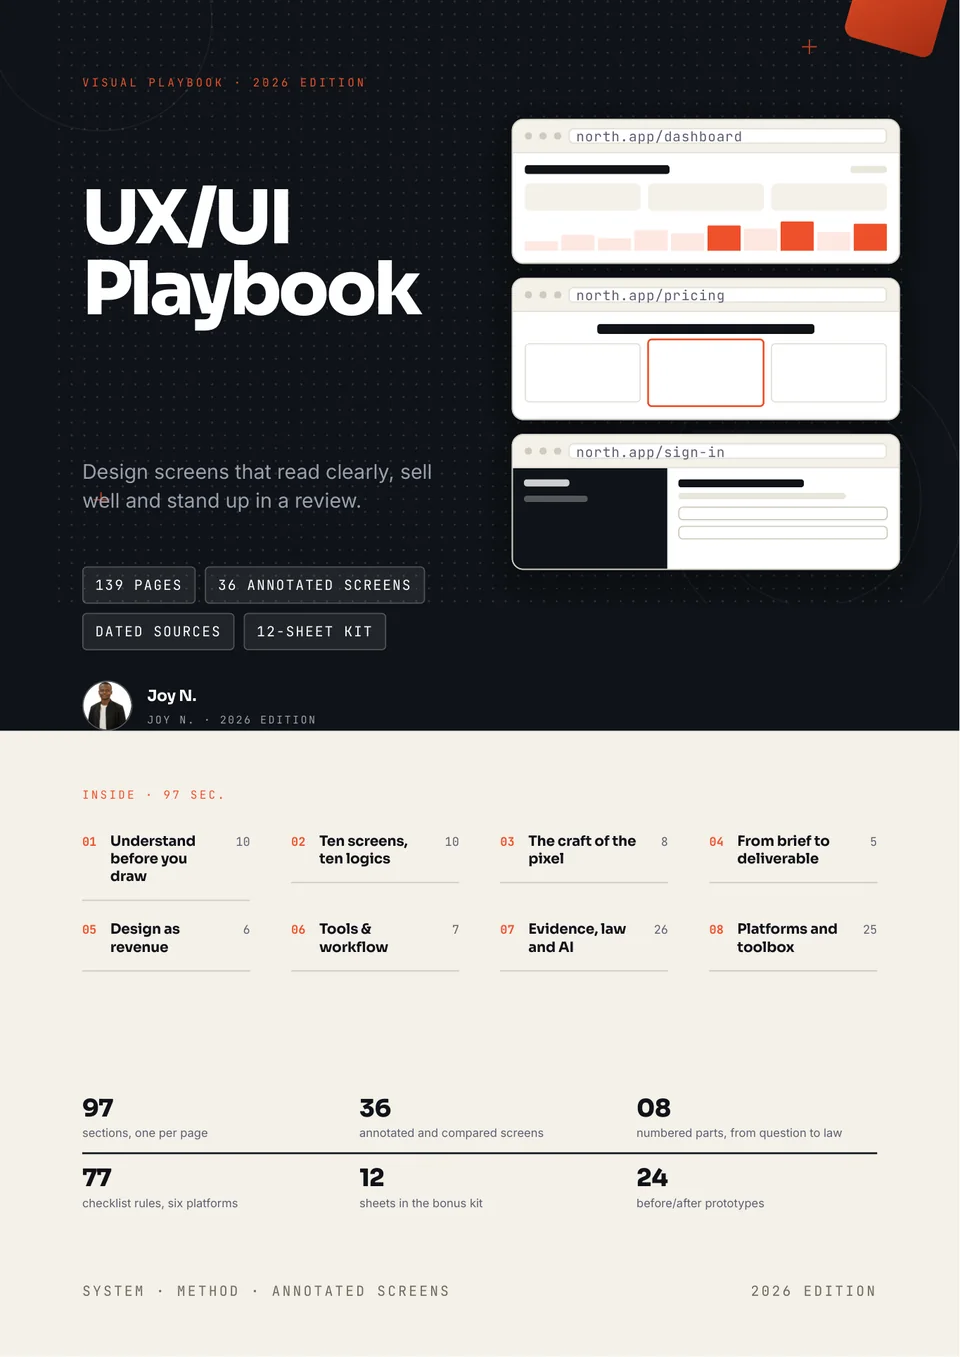 VISUAL PLAYBOOK · 2026 EDITION
UX/UI
Playbook
Design screens that read clearly, sell
well and stand up in a review.
139 PAGES
36 ANNOTATED SCREENS
DATED SOURCES
12-SHEET KIT
Joy N.
JOY N. · 2026 EDITION
north.app/dashboard
north.app/pricing
north.app/sign-in
INSIDE · 97 SEC.
01 Understand 10
before you
draw
02 Ten screens, 10
ten logics
03 The craft of the 8
pixel
04 From brief to 5
deliverable
05 Design as 6
revenue
06 Tools & 7
workflow
07 Evidence, law 26
and AI
08 Platforms and 25
toolbox
97
sections, one per page
36
annotated and compared screens
08
numbered parts, from question to law
77
checklist rules, six platforms
12
sheets in the bonus kit
24
before/after prototypes
SYSTEM · METHOD · ANNOTATED SCREENS
2026 EDITION